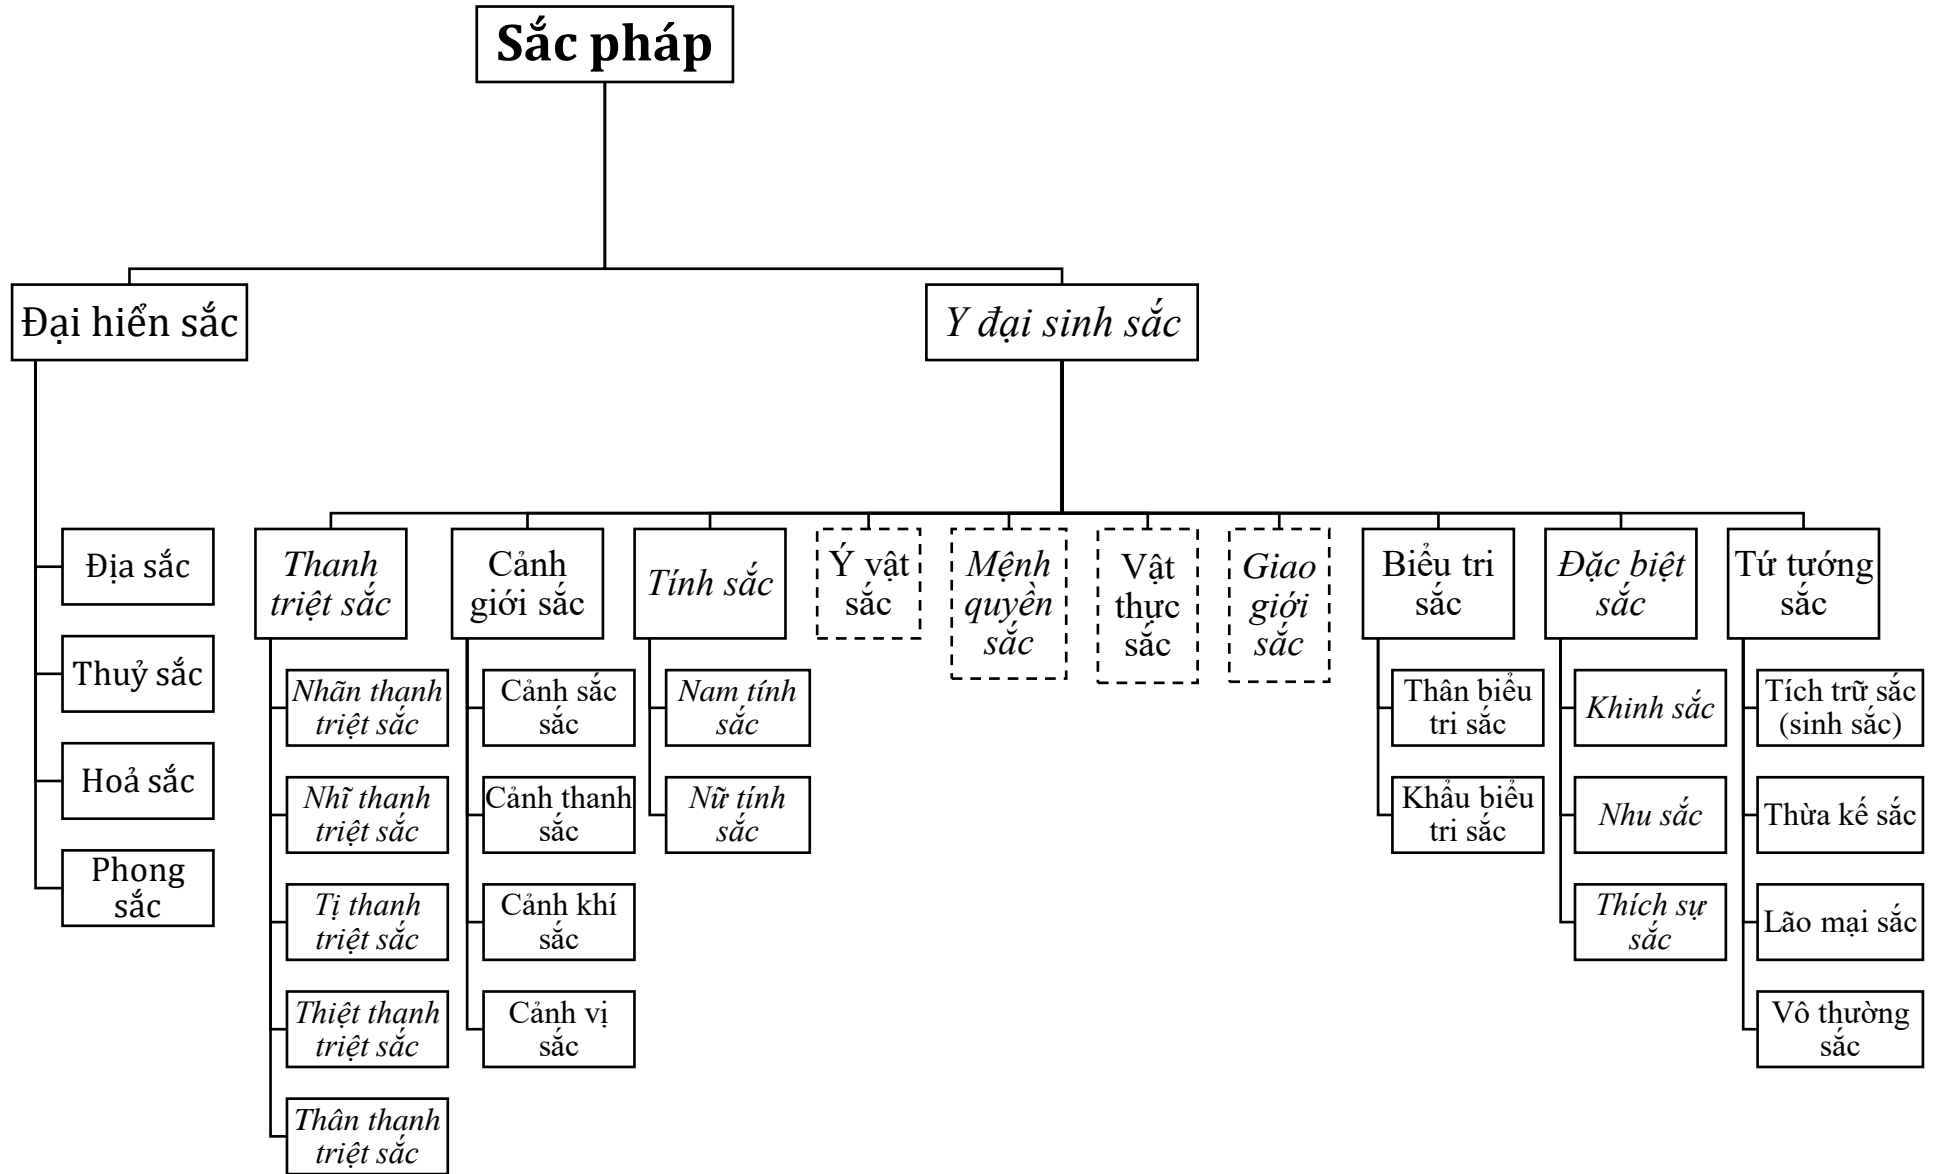 Sắc pháp
Đại hiển sắc
Y đại sinh sắc
Địa sắc
Thuỷ sắc
Hoả sắc
Phong
sắc
Thanh
triệt sắc
Nhãn thanh
triệt sắc
Nhĩ thanh
triệt sắc
Tị thanh
triệt sắc
Thiệt thanh
triệt sắc
Thân thanh
triệt sắc
Cảnh
giới sắc
Cảnh sắc
sắc
Cảnh thanh
sắc
Cảnh khí
sắc
Cảnh vị
sắc
Tính sắc
Nam tính
sắc
Nữ tính
sắc
Ý vật
sắc
Mệnh
quyền
sắc
Vật
thực
sắc
Giao
giới
sắc
Biểu tri
sắc
Thân biểu
tri sắc
Khẩu biểu
tri sắc
Đặc biệt
sắc
Khinh sắc
Nhu sắc
Thích sự
sắc
Tứ tướng
sắc
Tích trữ sắc
(sinh sắc)
Thừa kế sắc
Lão mại sắc
Vô thường
sắc